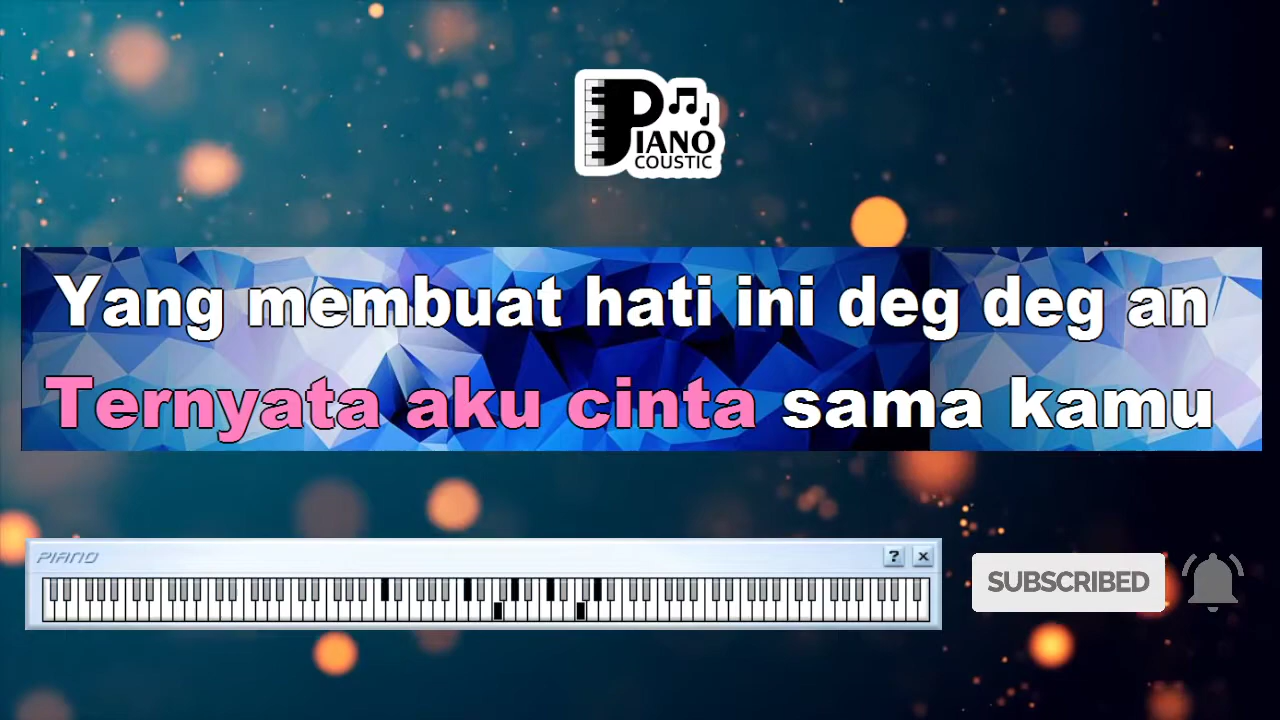 PIANO
COUSTIC
Yang membuat hati ini deg deg an
Ternyata aku cinta sama kamu
PIANO
? ×
SUBSCRIBED